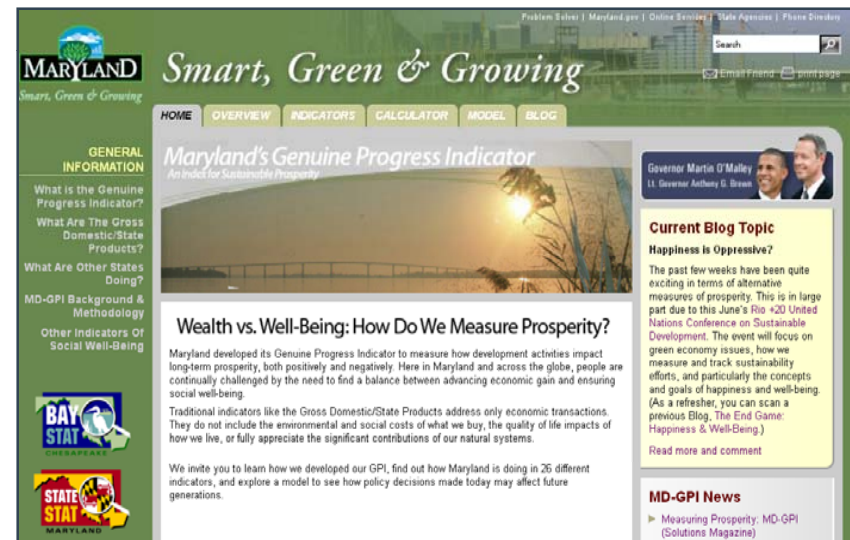 Problem Solver | Maryland.gov | Online Services | State Agencies | Phone Directory
MARYLAND
Smart, Green & Growing
Smart, Green & Growing
Search
Email Friend print page
HOME OVERVIEW INDICATORS CALCULATOR MODEL BLOG
GENERAL
INFORMATION
What is the Genuine
Progress Indicator?
What Are The Gross
Domestic/State
Products?
What Are Other States
Doing?
MD-GPI Background &
Methodology
Other Indicators Of
Social Well-Being
BAY
STAT
CHESAPEAKE
STATE
STAT
MARYLAND
Maryland's Genuine Progress Indicator
An Index for Sustainable Prosperity
Wealth vs. Well-Being: How Do We Measure Prosperity?
Maryland developed its Genuine Progress Indicator to measure how development activities impact
long-term prosperity, both positively and negatively. Here in Maryland and across the globe, people are
continually challenged by the need to find a balance between advancing economic gain and ensuring
social well-being.
Traditional indicators like the Gross Domestic/State Products address only economic transactions.
They do not include the environmental and social costs of what we buy, the quality of life impacts of
how we live, or fully appreciate the significant contributions of our natural systems.
We invite you to learn how we developed our GPI, find out how Maryland is doing in 26 different
indicators, and explore a model to see how policy decisions made today may affect future
generations.
Governor Martin O'Malley
Lt. Governor Anthony G. Brown
Current Blog Topic
Happiness is Oppressive?
The past few weeks have been quite
exciting in terms of alternative
measures of prosperity. This is in large
part due to this June's Rio +20 United
Nations Conference on Sustainable
Development. The event will focus on
green economy issues, how we
measure and track sustainability
efforts, and particularly the concepts
and goals of happiness and well-being.
(As a refresher, you can scan a
previous Blog, The End Game:
Happiness & Well-Being.)
Read more and comment
MD-GPI News
Measuring Prosperity: MD-GPI
(Solutions Magazine)